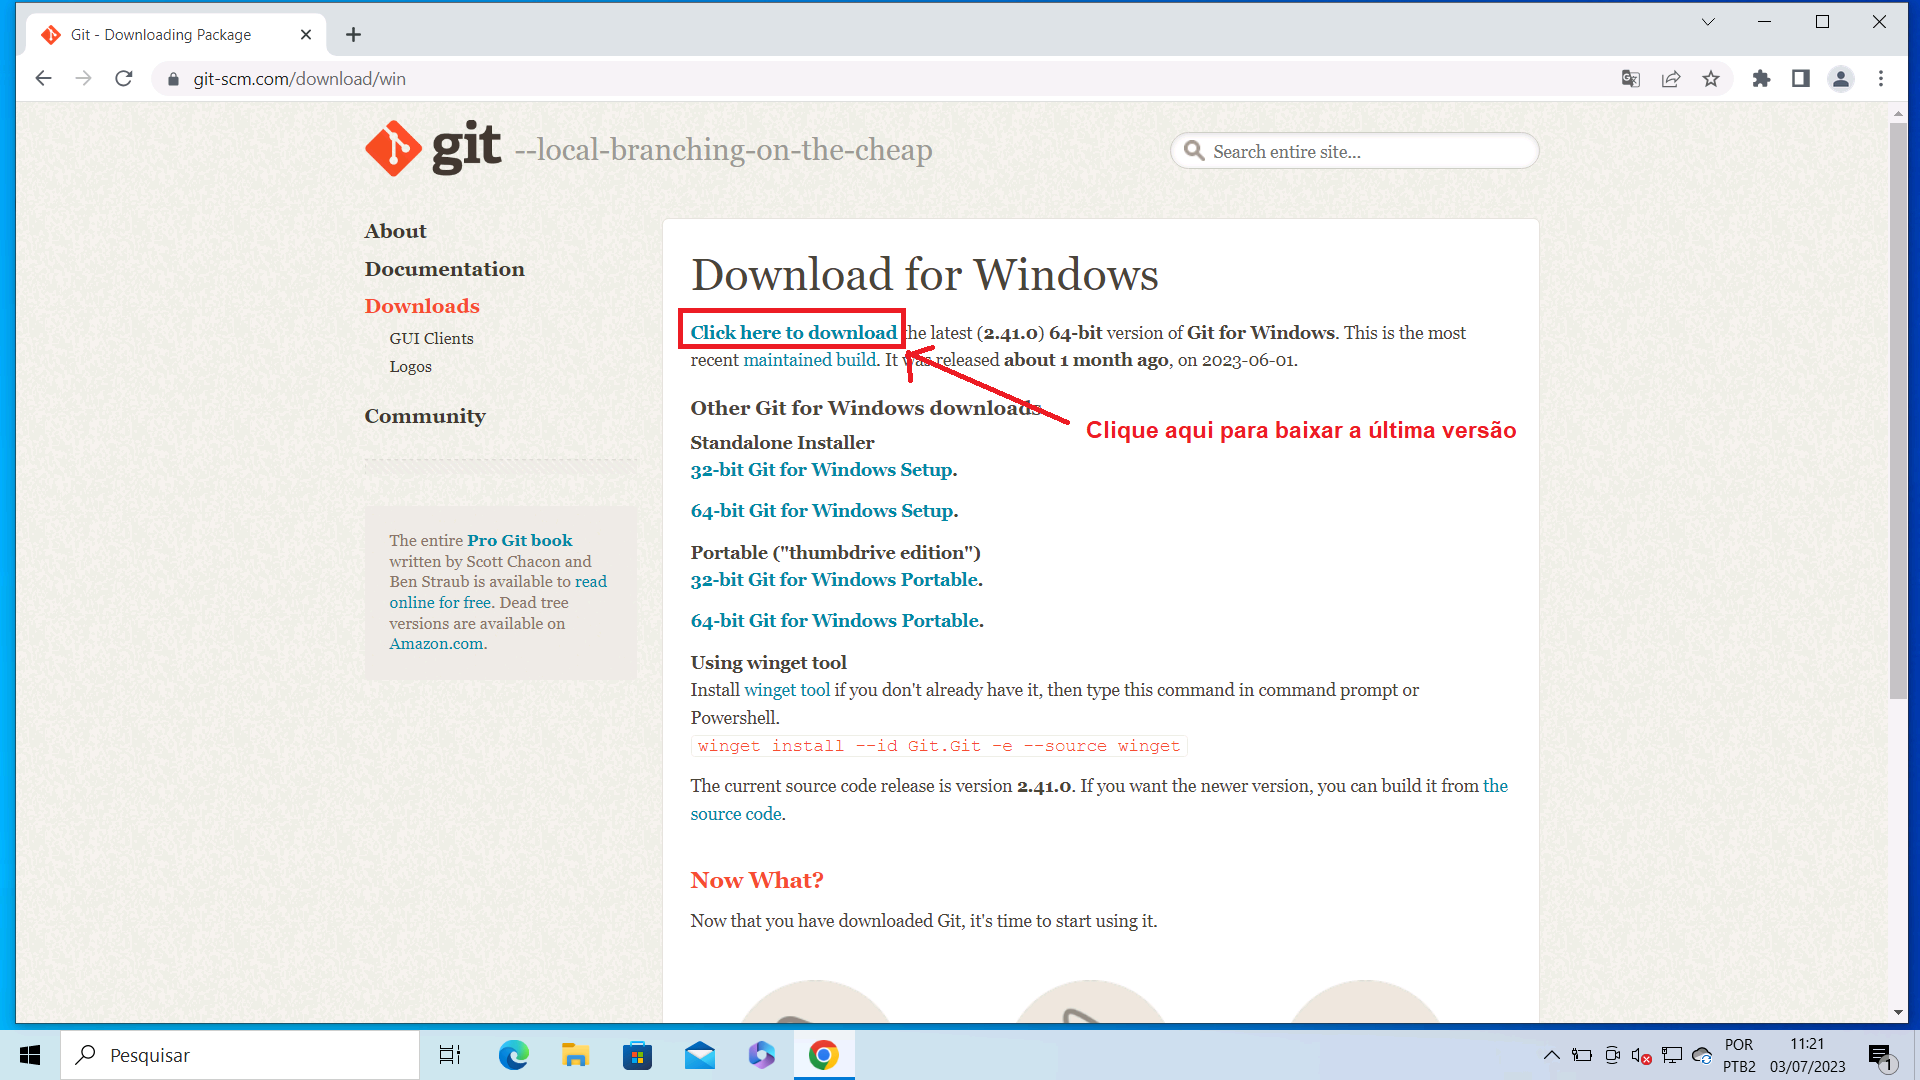 Git - Downloading Package
git-scm.com/download/win
git --local-branching-on-the-cheap
Search entire site...
About
Documentation
Downloads
GUI Clients
Logos
Community
The entire Pro Git book
written by Scott Chacon and
Ben Straub is available to read
online for free. Dead tree
versions are available on
Amazon.com.
Download for Windows
Click here to download the latest (2.41.0) 64-bit version of Git for Windows. This is the most
recent maintained build. It was released about 1 month ago, on 2023-06-01.
Other Git for Windows downloads
Clique aqui para baixar a última versão
Standalone Installer
32-bit Git for Windows Setup.
64-bit Git for Windows Setup.
Portable ("thumbdrive edition")
32-bit Git for Windows Portable.
64-bit Git for Windows Portable.
Using winget tool
Install winget tool if you don't already have it, then type this command in command prompt or
Powershell.
winget install --id Git.Git -e --source winget
The current source code release is version 2.41.0. If you want the newer version, you can build it from the
source code.
Now What?
Now that you have downloaded Git, it's time to start using it.
Pesquisar
POR
PTB2
11:21
03/07/2023
1